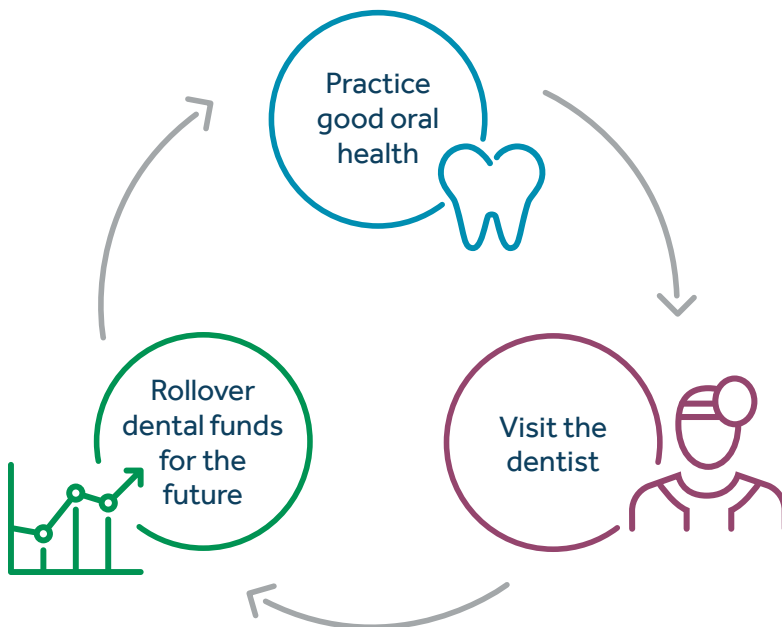 Practice
good oral
health
Visit the
dentist
Rollover
dental funds
for the
future